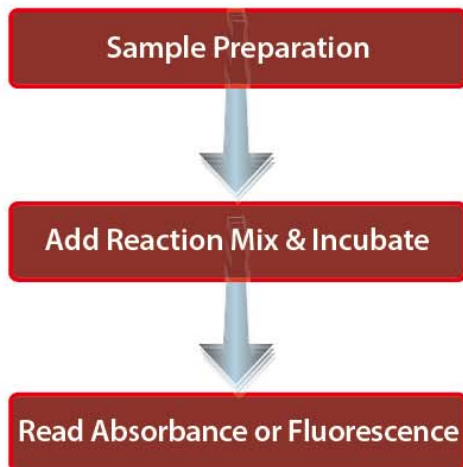 Sample Preparation
Add Reaction Mix & Incubate
Read Absorbance or Fluorescence